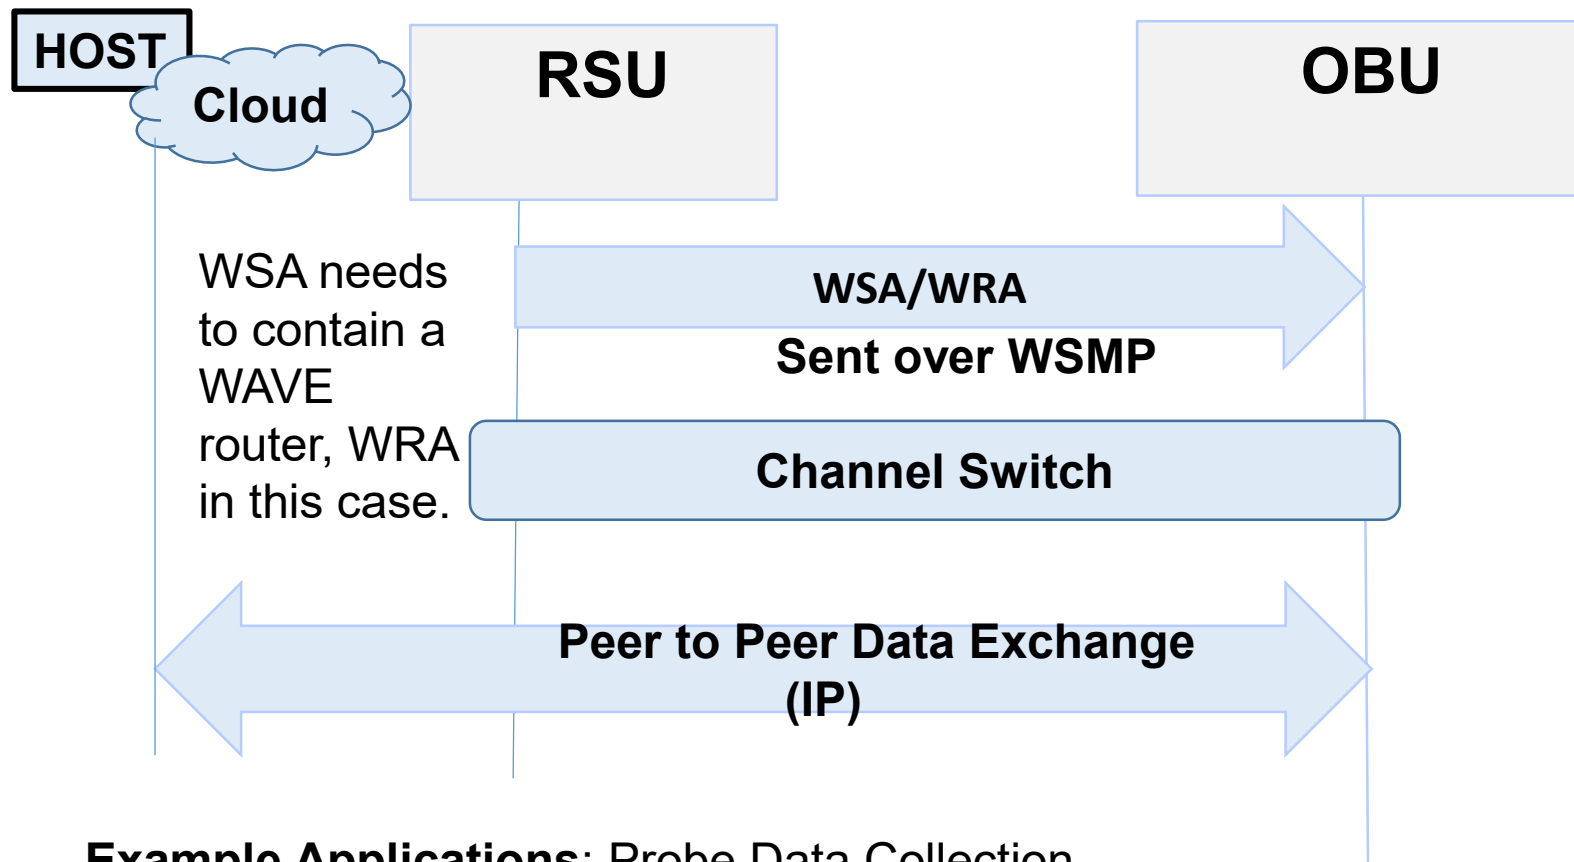 HOST
Cloud
RSU
OBU
WSA needs
to contain a
WAVE
router, WRA
in this case.
WSA/WRA
Sent over WSMP
Channel Switch
Peer to Peer Data Exchange
(IP)
Example Applications: Probe Data Collection